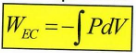 W_EC = −∫PdV